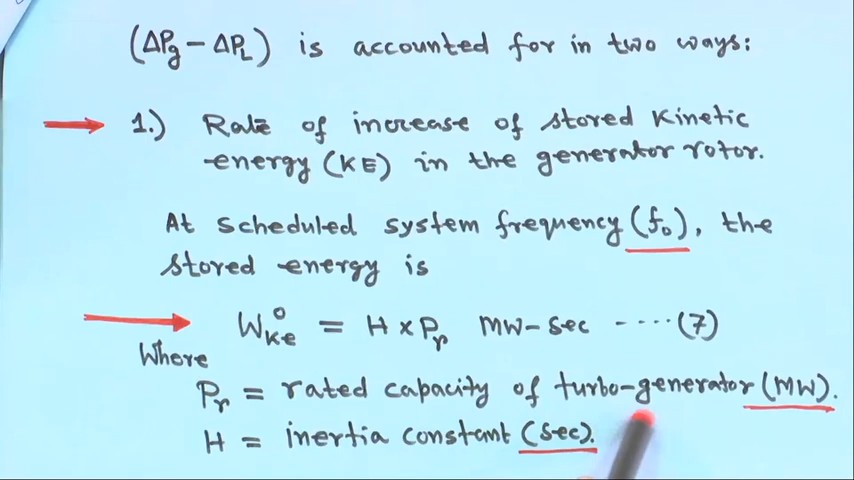 (ΔPg - ΔPL) is accounted for in two ways:
1.) Rate of increase of stored kinetic
energy (KE) in the generator rotor.
At scheduled system frequency (f₀), the
stored energy is
W⁰ke = H × Pr MW-sec ·····(7)
Where
Pr = rated capacity of turbo-generator (MW).
H = inertia constant (sec).